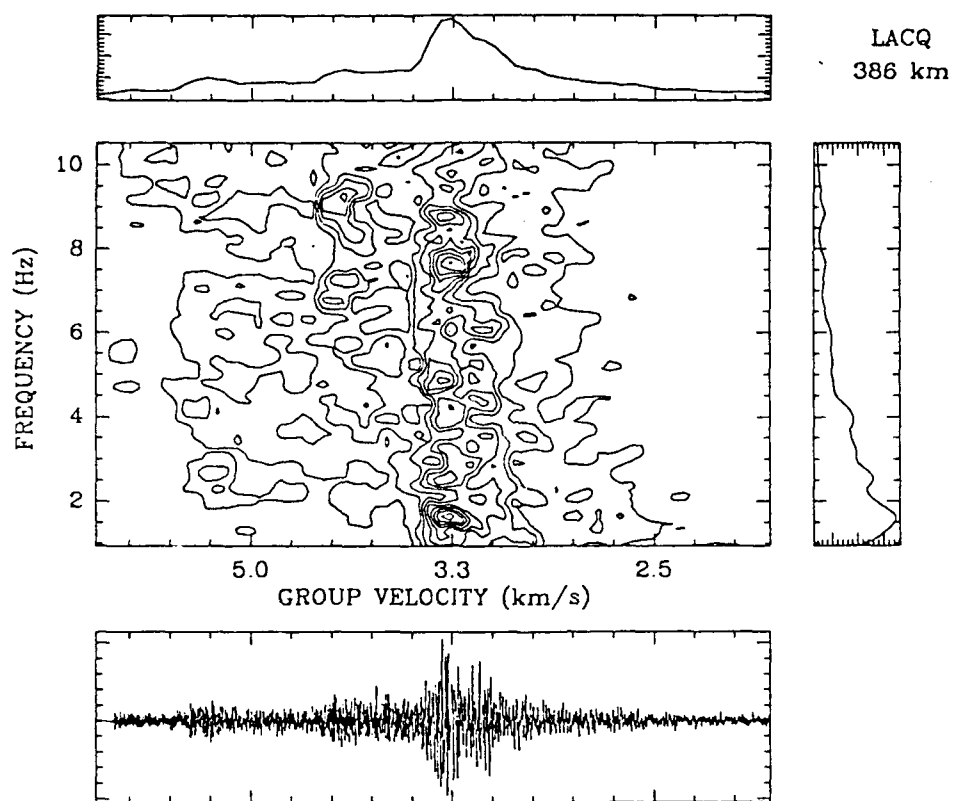 LACQ
386 km
10
8
6
4
2
FREQUENCY (Hz)
5.0 3.3 2.5
GROUP VELOCITY (km/s)